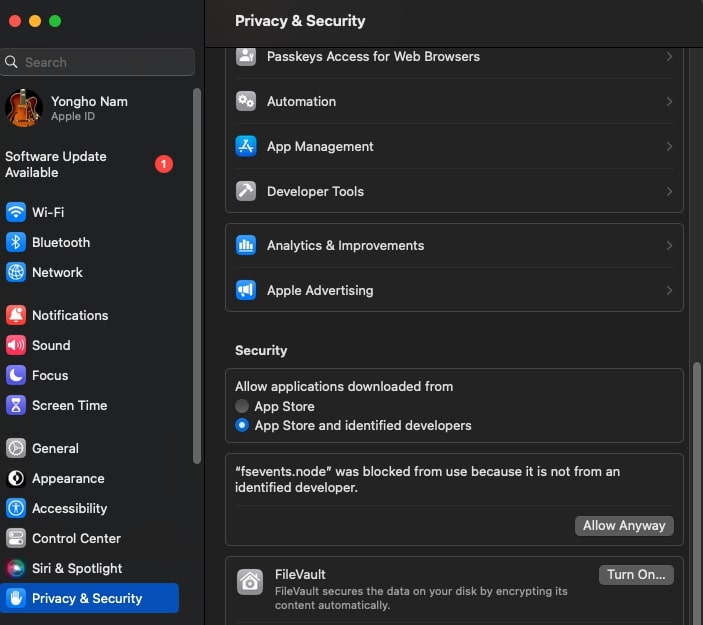 Privacy & Security
Search
Yongho Nam
Apple ID
Software Update
Available
1
Wi-Fi
Bluetooth
Network
Notifications
Sound
Focus
Screen Time
General
Appearance
Accessibility
Control Center
Siri & Spotlight
Privacy & Security
Passkeys Access for Web Browsers
Automation
App Management
Developer Tools
Analytics & Improvements
Apple Advertising
Security
Allow applications downloaded from
App Store
App Store and identified developers
“fsevents.node” was blocked from use because it is not from an
identified developer.
Allow Anyway
FileVault
Turn On...
FileVault secures the data on your disk by encrypting its
content automatically.